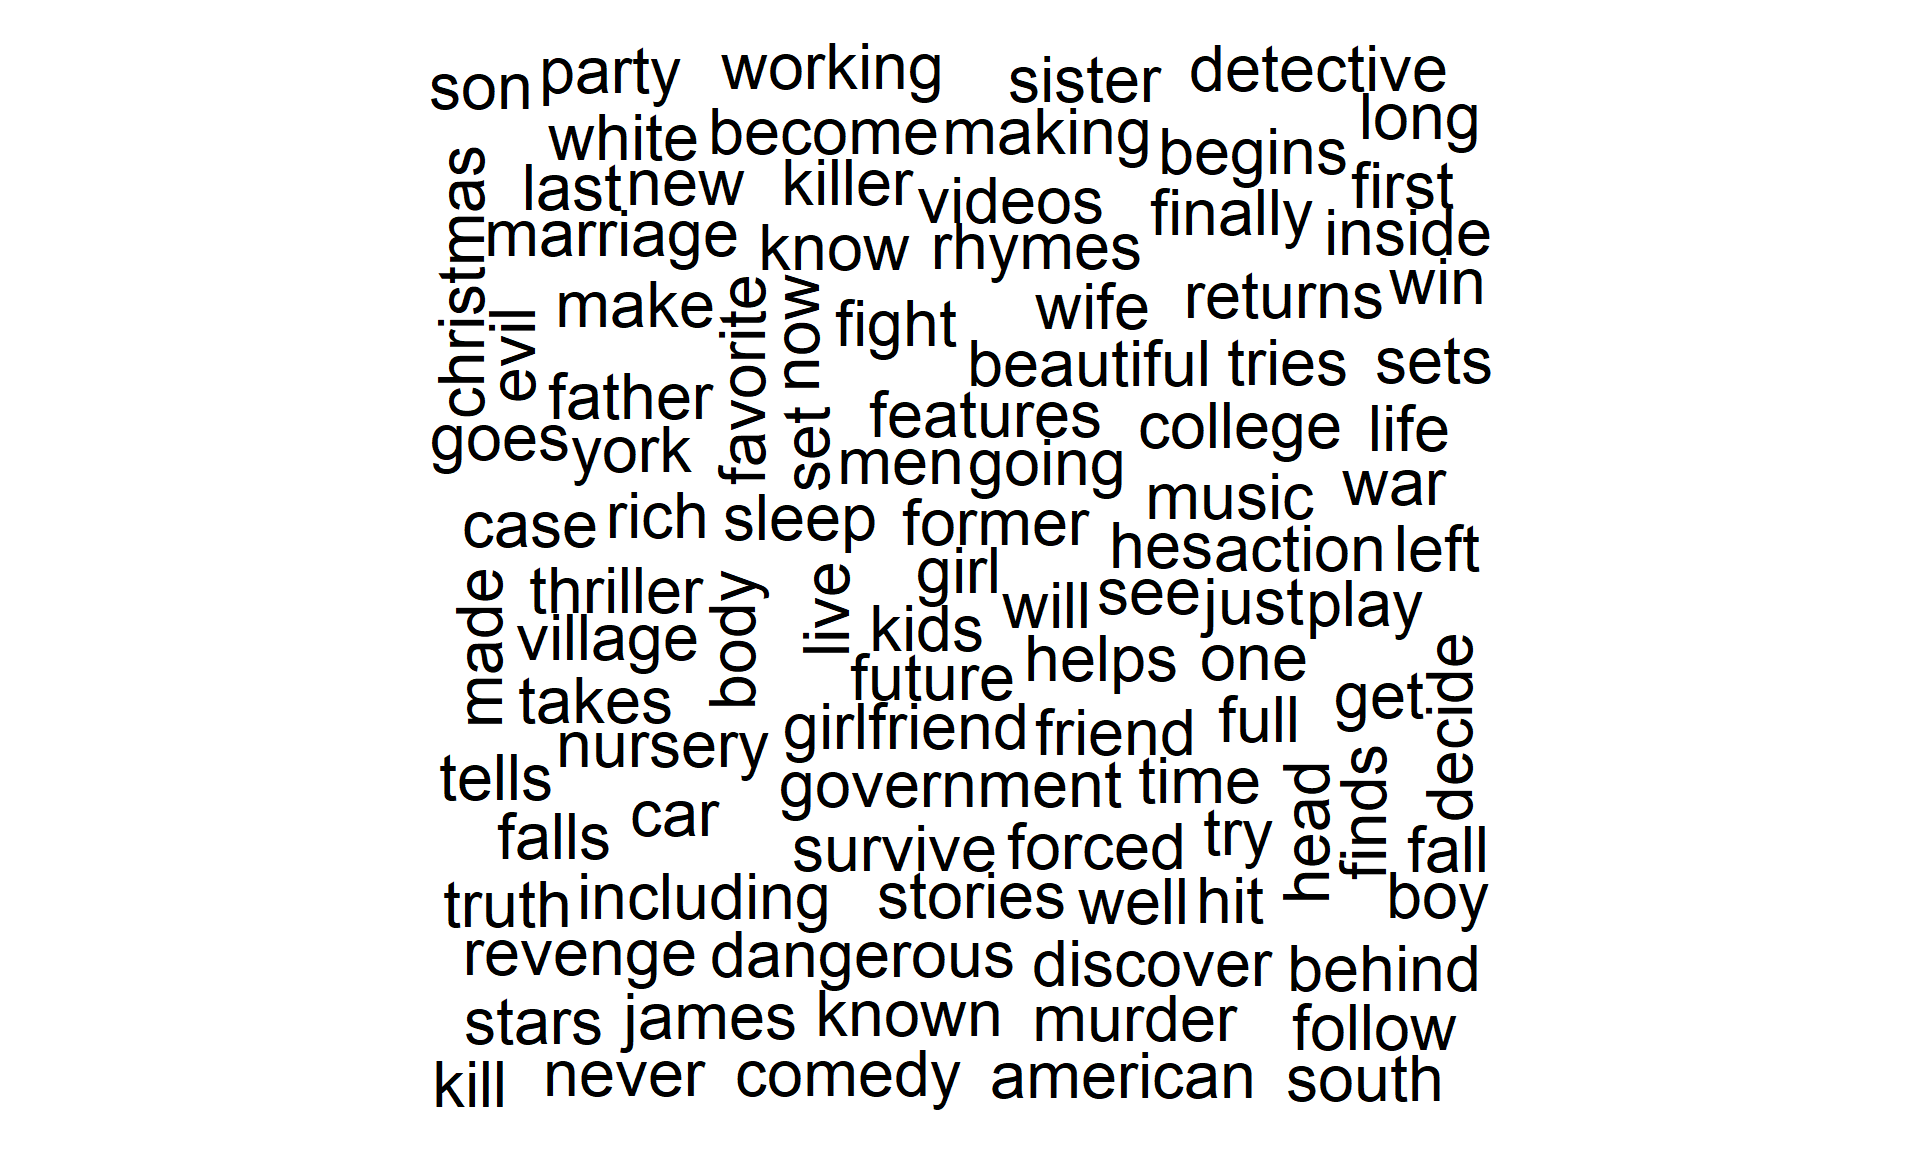 son party working sister detective
long
white become making begins
christmas
last new killer videos finally first
marriage know rhymes inside
evil make favorite now fight wife returns win
beautiful tries sets
father set features college life
goes york men going
music war
case rich sleep former
hes action left
made thriller body live girl will see just play
village kids
future helps one
takes get decide
nursery girlfriend friend full
tells government time head finds
falls car survive forced try fall
truth including stories well hit boy
revenge dangerous discover behind
stars james known murder follow
kill never comedy american south